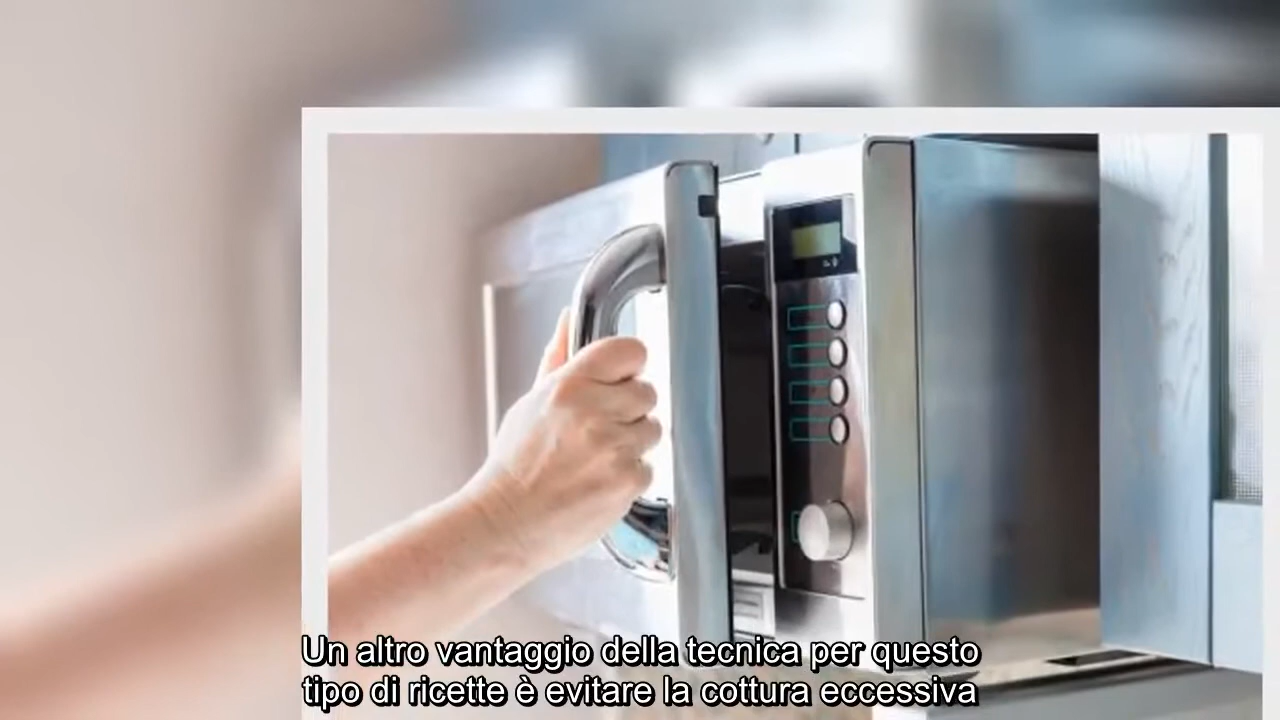 Un altro vantaggio della tecnica per questo
tipo di ricette è evitare la cottura eccessiva